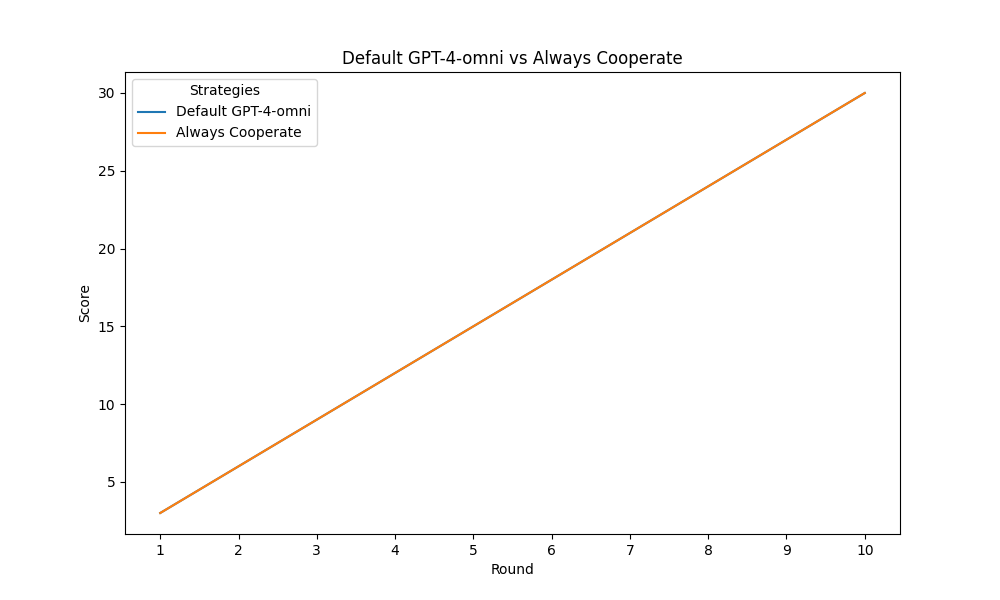 Default GPT-4-omni vs Always Cooperate
Strategies
Default GPT-4-omni
Always Cooperate
30
25
20
15
10
5
Score
1 2 3 4 5 6 7 8 9 10
Round